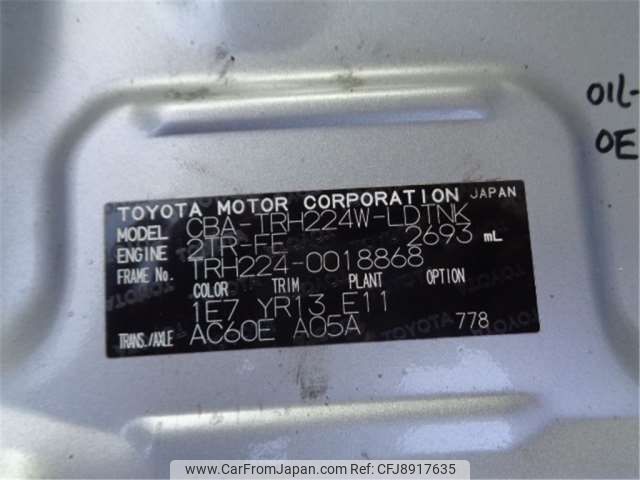 OIL-
OE
TOYOTA MOTOR CORPORATION JAPAN
MODEL CBA-TRH224W-LDTNK
ENGINE 2TR-FE 2693 mL
FRAME No. TRH224-0018868
COLOR TRIM PLANT OPTION
1E7 YR13 E11
TRANS./AXLE AC60E A05A 778
www.CarFromJapan.com © CFJ8917635